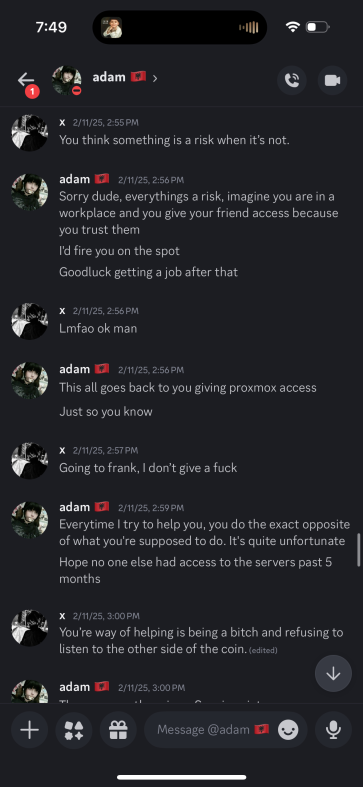 7:49
adam
1
x 2/11/25, 2:55 PM
You think something is a risk when it's not.
adam 2/11/25, 2:56 PM
Sorry dude, everythings a risk, imagine you are in a
workplace and you give your friend access because
you trust them
I'd fire you on the spot
Goodluck getting a job after that
x 2/11/25, 2:56 PM
Lmfao ok man
adam 2/11/25, 2:56 PM
This all goes back to you giving proxmox access
Just so you know
x 2/11/25, 2:57 PM
Going to frank, I don't give a fuck
adam 2/11/25, 2:59 PM
Everytime I try to help you, you do the exact opposite
of what you're supposed to do. It's quite unfortunate
Hope no one else had access to the servers past 5
months
x 2/11/25, 3:00 PM
You're way of helping is being a bitch and refusing to
listen to the other side of the coin. (edited)
adam 2/11/25, 3:00 PM
Message @adam